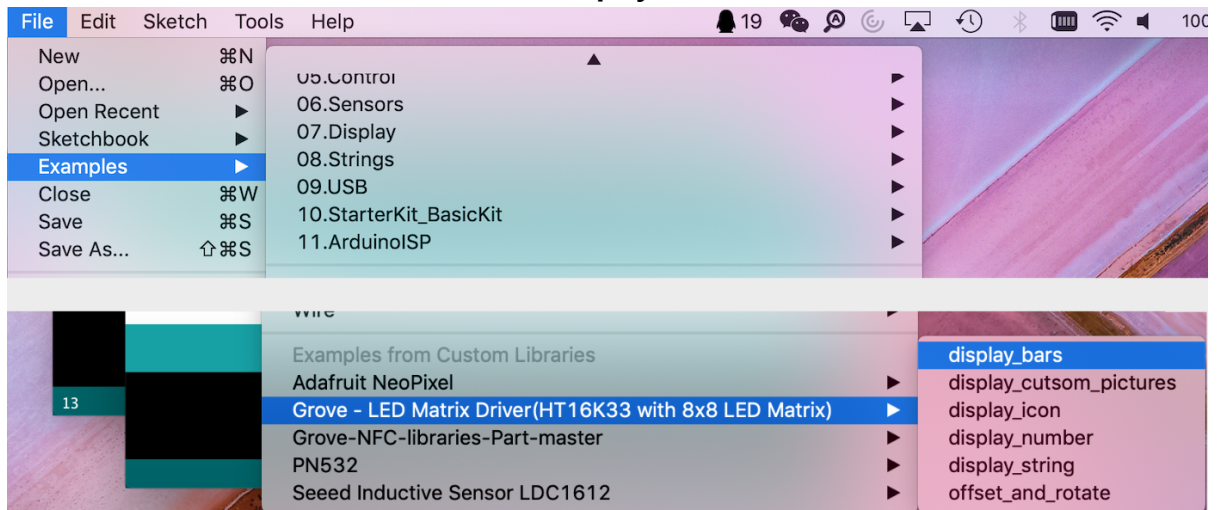 File Edit Sketch Tools Help 19 100
New ⌘N
Open... ⌘O
Open Recent ▶
Sketchbook ▶
Examples ▶
Close ⌘W
Save ⌘S
Save As... ⇧⌘S
05.Control
06.Sensors
07.Display
08.Strings
09.USB
10.StarterKit_BasicKit
11.ArduinoISP
13
Wire
Examples from Custom Libraries
Adafruit NeoPixel
Grove - LED Matrix Driver(HT16K33 with 8x8 LED Matrix)
Grove-NFC-libraries-Part-master
PN532
Seeed Inductive Sensor LDC1612
display_bars
display_cutsom_pictures
display_icon
display_number
display_string
offset_and_rotate